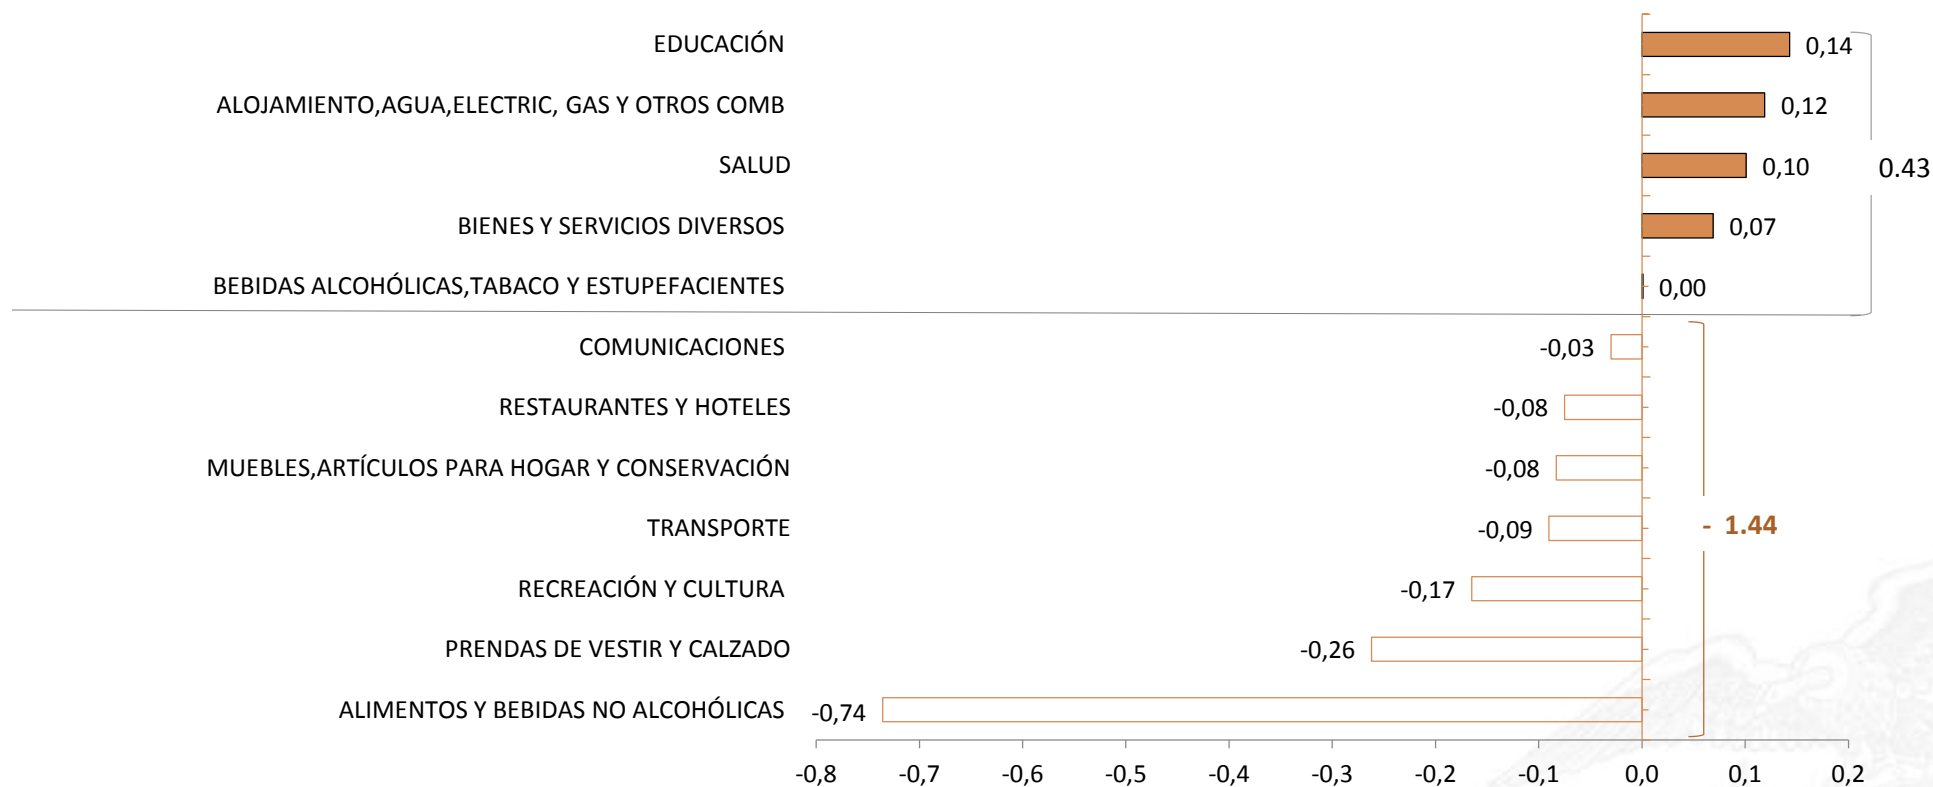 EDUCACIÓN 0,14
ALOJAMIENTO,AGUA,ELECTRIC, GAS Y OTROS COMB 0,12
SALUD 0,10 0.43
BIENES Y SERVICIOS DIVERSOS 0,07
BEBIDAS ALCOHÓLICAS,TABACO Y ESTUPEFACIENTES 0,00
COMUNICACIONES -0,03
RESTAURANTES Y HOTELES -0,08
MUEBLES,ARTÍCULOS PARA HOGAR Y CONSERVACIÓN -0,08
TRANSPORTE -0,09 - 1.44
RECREACIÓN Y CULTURA -0,17
PRENDAS DE VESTIR Y CALZADO -0,26
ALIMENTOS Y BEBIDAS NO ALCOHÓLICAS -0,74
-0,8 -0,7 -0,6 -0,5 -0,4 -0,3 -0,2 -0,1 0,0 0,1 0,2